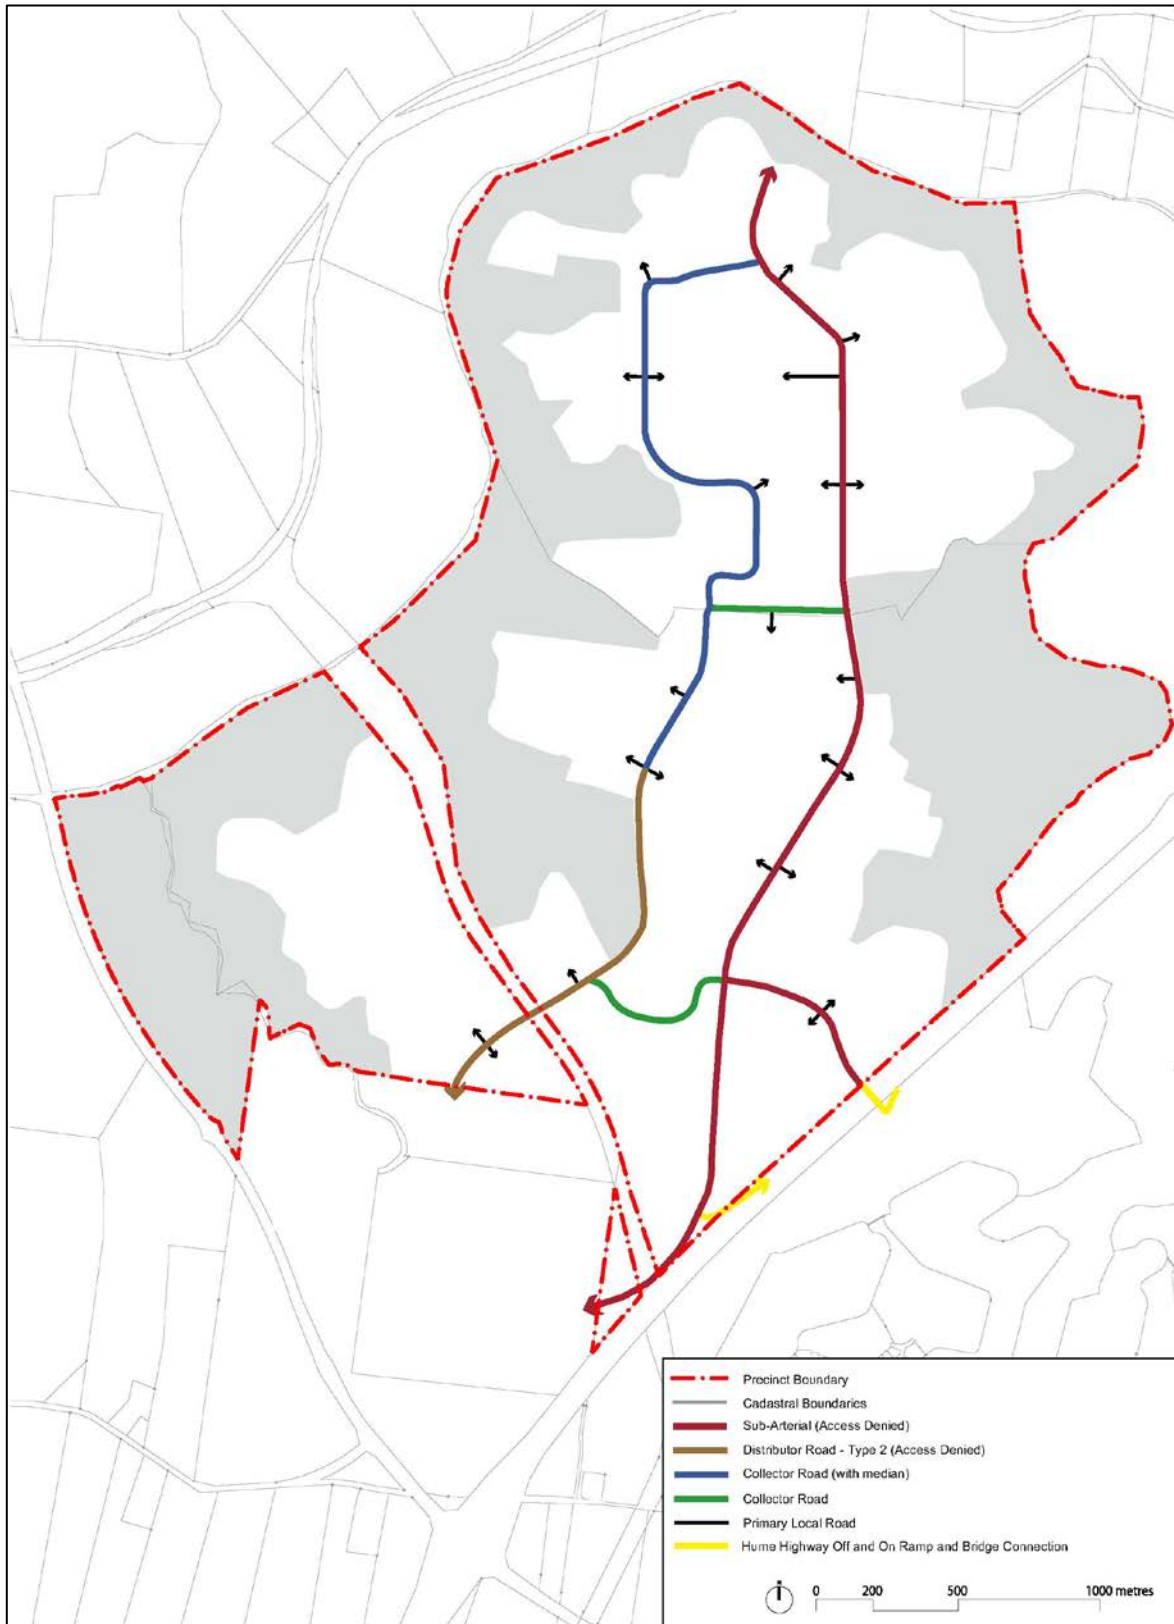 Precinct Boundary
Cadastral Boundaries
Sub-Arterial (Access Denied)
Distributor Road - Type 2 (Access Denied)
Collector Road (with median)
Collector Road
Primary Local Road
Hume Highway Off and On Ramp and Bridge Connection
0 200 500 1000 metres